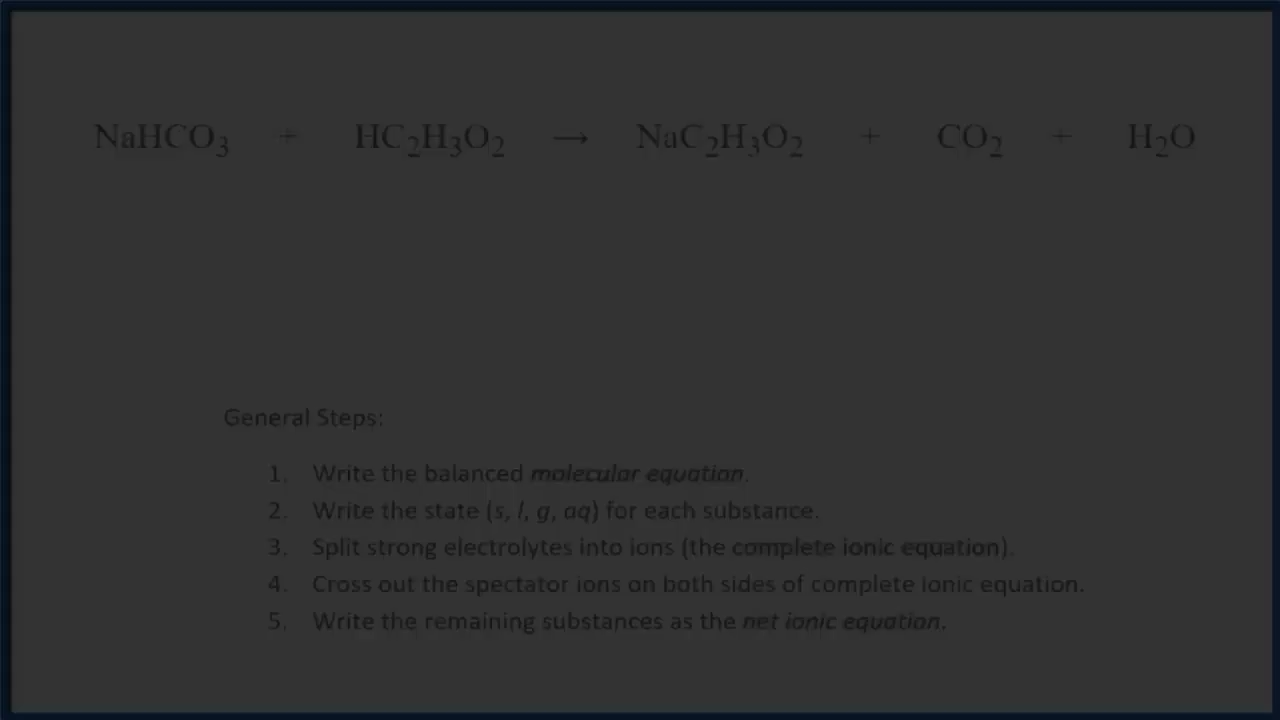 NaHCO₃ + HC₂H₃O₂ → NaC₂H₃O₂ + CO₂ + H₂O
General Steps:
1. Write the balanced molecular equation.
2. Write the state (s, l, g, aq) for each substance.
3. Split strong electrolytes into ions (the complete ionic equation).
4. Cross out the spectator ions on both sides of complete ionic equation.
5. Write the remaining substances as the net ionic equation.